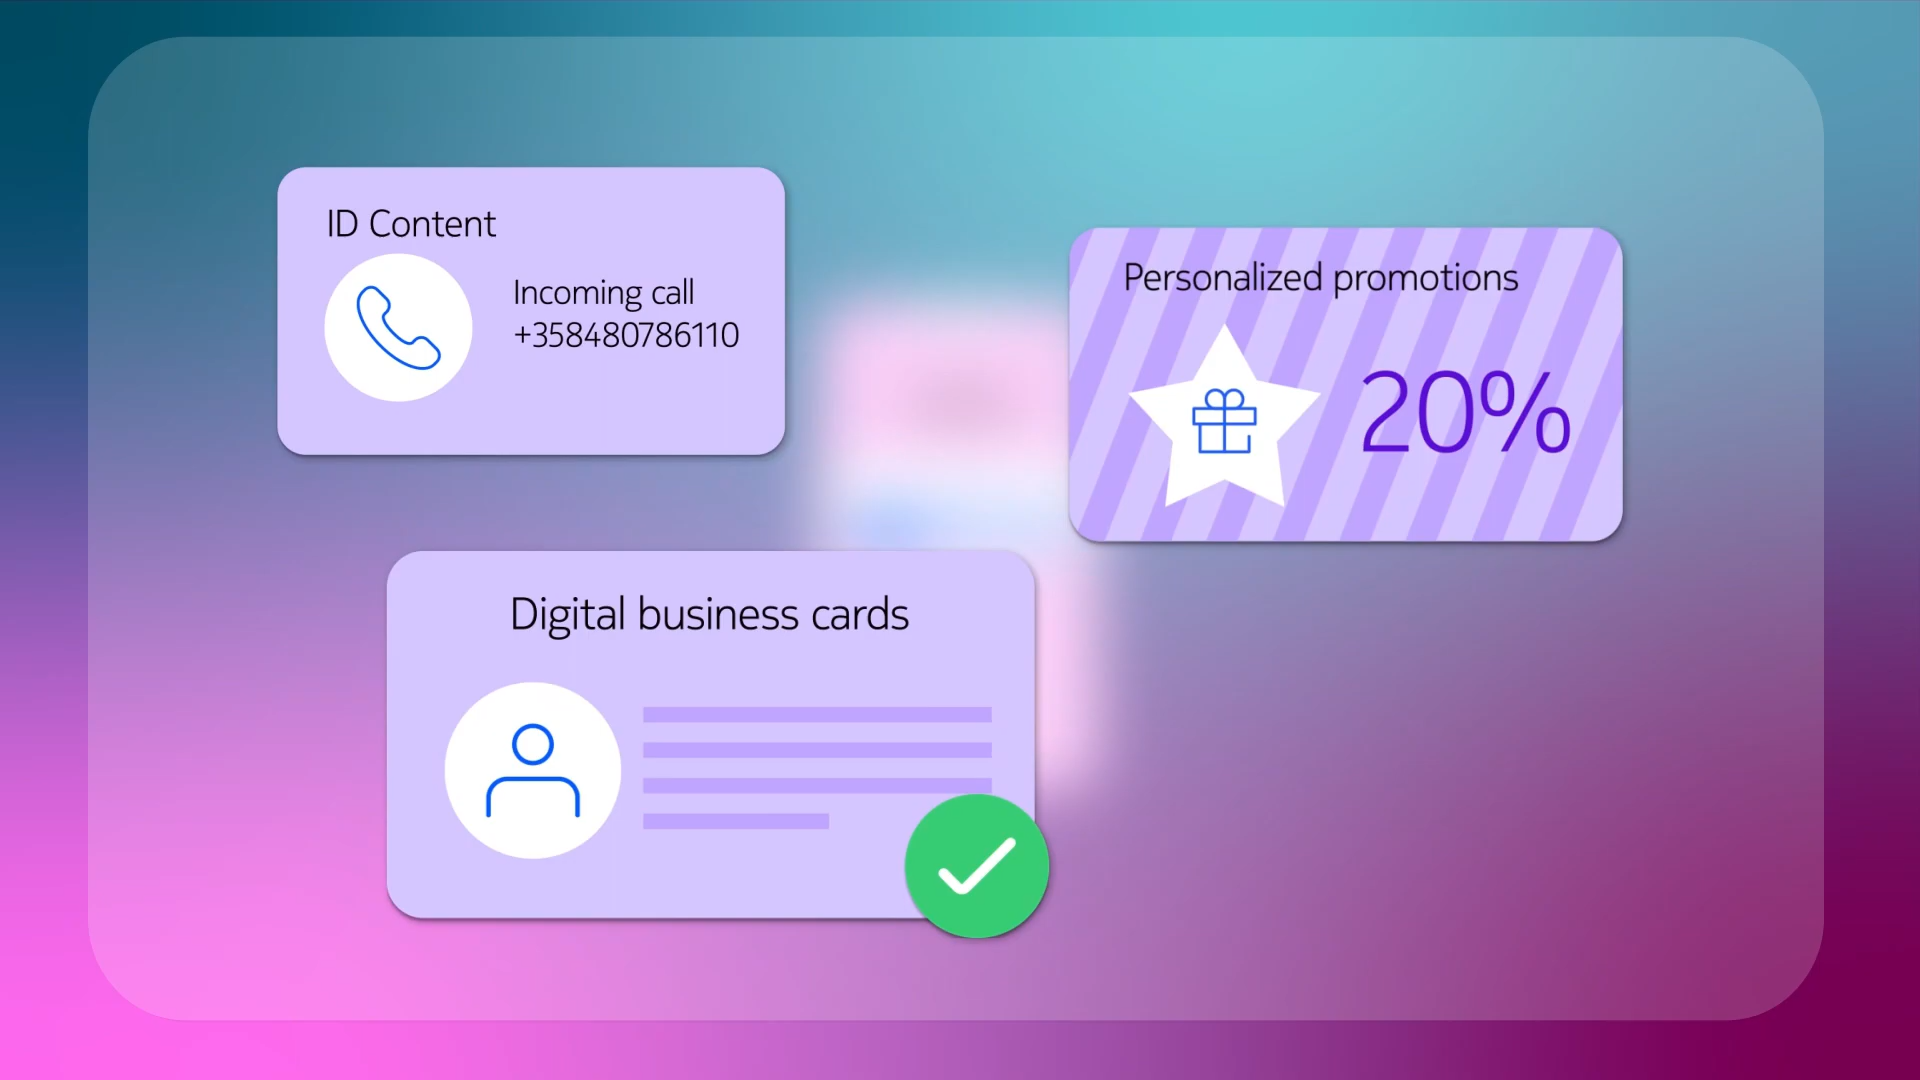 ID Content
Incoming call
+358480786110
Personalized promotions
20%
Digital business cards